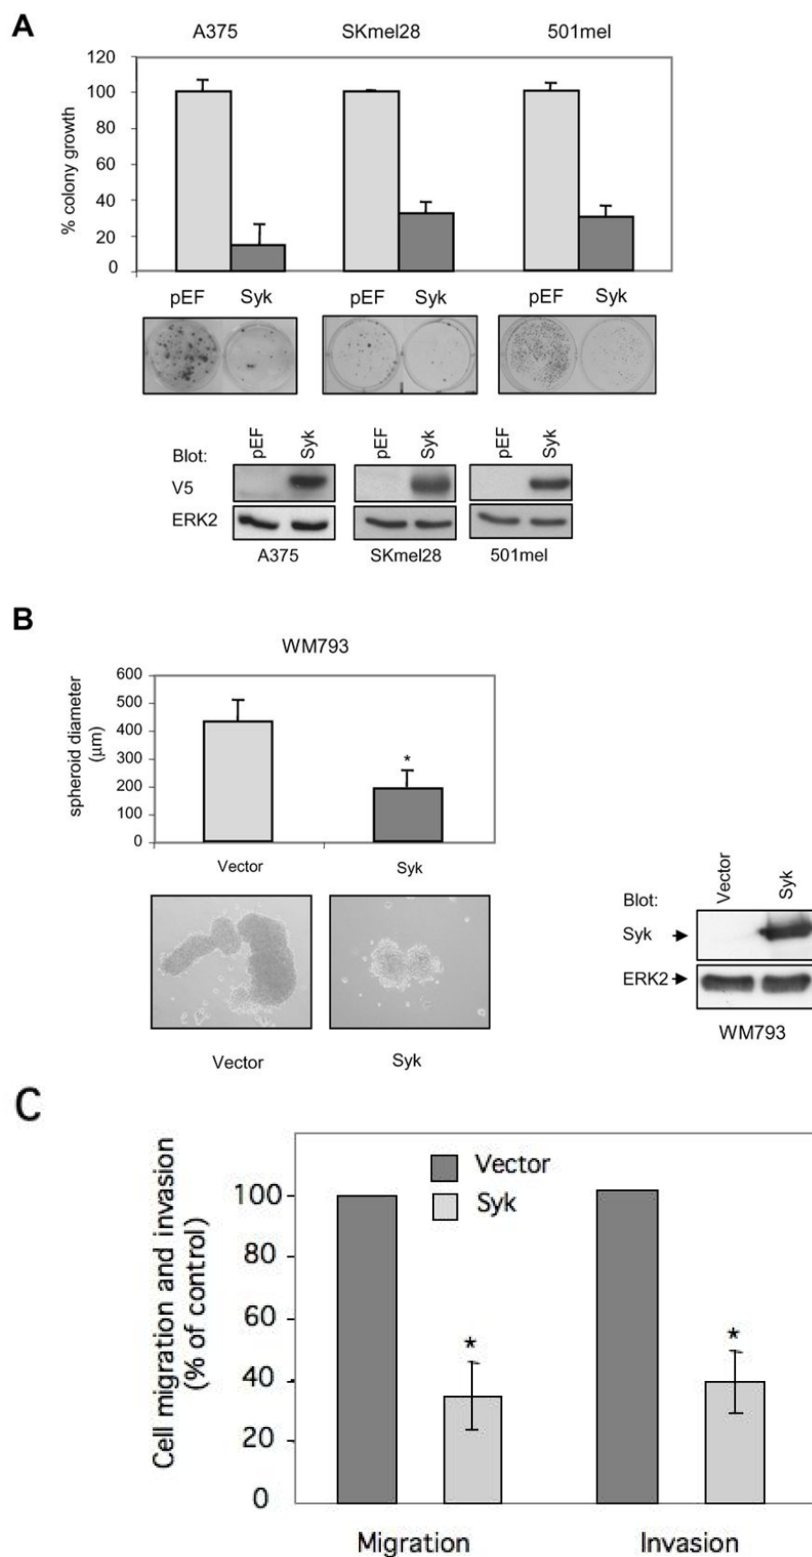 A
A375 SKmel28 501mel
% colony growth
120
100
80
60
40
20
0
pEF Syk pEF Syk pEF Syk
Blot:
pEF Syk pEF Syk pEF Syk
V5
ERK2
A375 SKmel28 501mel
B
WM793
spheroid diameter
(μm)
600
500
400
300
200
100
0
Vector Syk
Vector Syk
Blot:
Vector Syk
Syk
ERK2
WM793
C
Cell migration and invasion
(% of control)
100
80
60
40
20
0
Vector
Syk
*
*
Migration Invasion